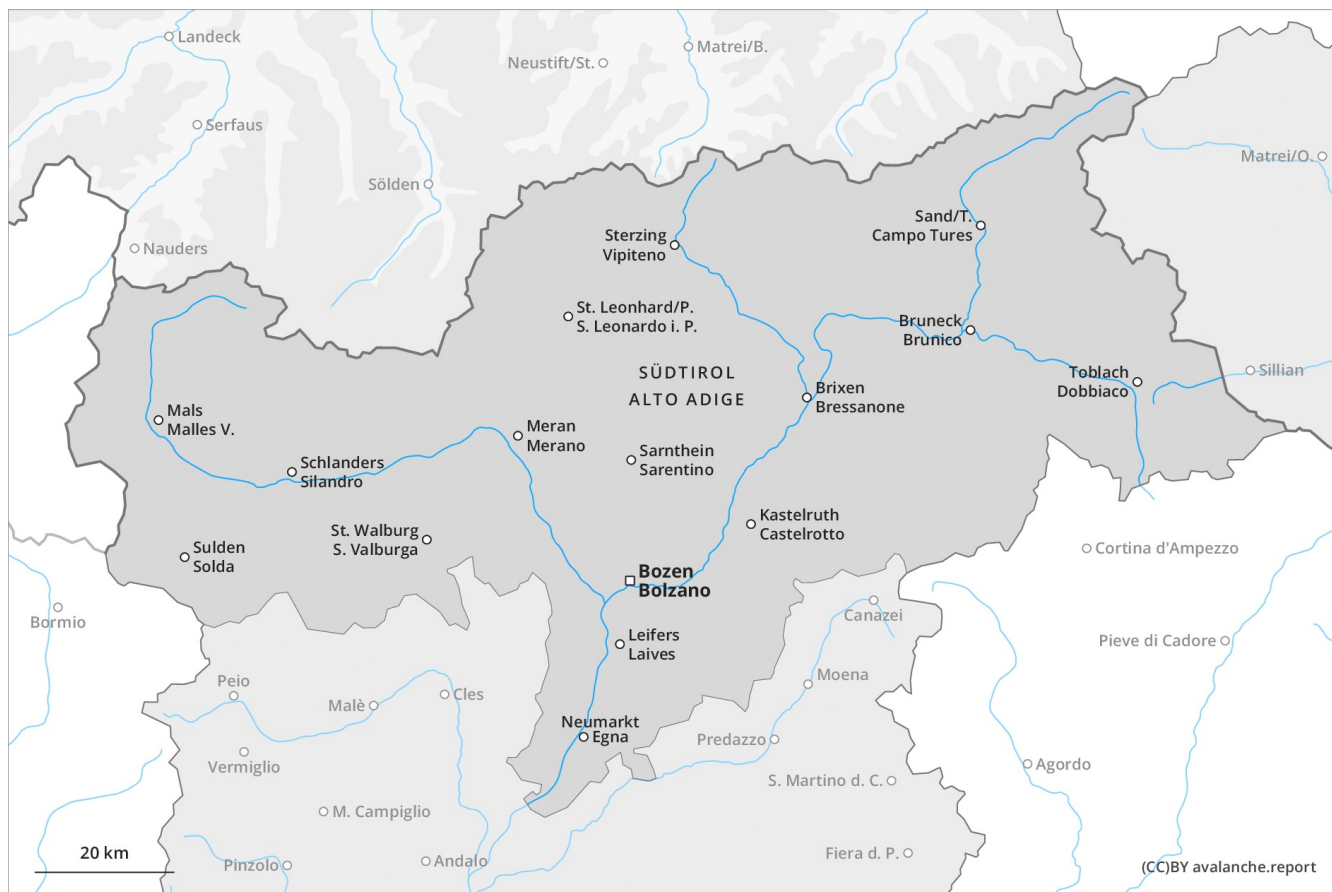 Landeck
Matrei/B.
Neustift/St.
Serfaus
Matrei/O.
Sölden
Sand/T.
Campo Tures
Sterzing
Vipiteno
Nauders
St. Leonhard/P.
S. Leonardo i. P.
Bruneck
Brunico
SÜDTIROL
ALTO ADIGE
Toblach
Dobbiaco
Sillian
Brixen
Bressanone
Mals
Malles V.
Meran
Merano
Sarnthein
Sarentino
Schlanders
Silandro
Kastelruth
Castelrotto
St. Walburg
S. Valburga
Sulden
Solda
Cortina d'Ampezzo
Bozen
Bolzano
Bormio
Canazei
Leifers
Laives
Pieve di Cadore
Moena
Peio
Cles
Malè
Neumarkt
Egna
Predazzo
Vermiglio
Agordo
S. Martino d. C.
M. Campiglio
20 km
Fiera d. P.
Andalo
Pinzolo
(CC)BY avalanche.report